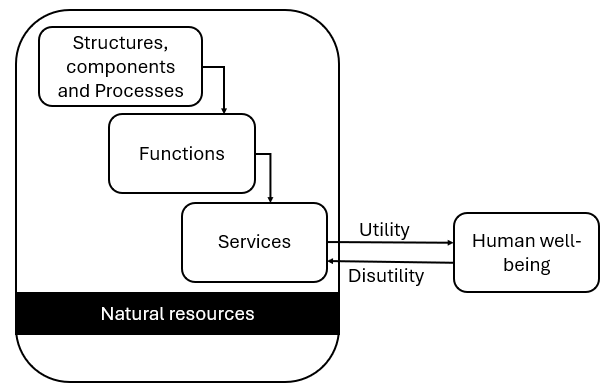 Structures,
components
and Processes
Functions
Services
Utility
Human well-
being
Disutility
Natural resources